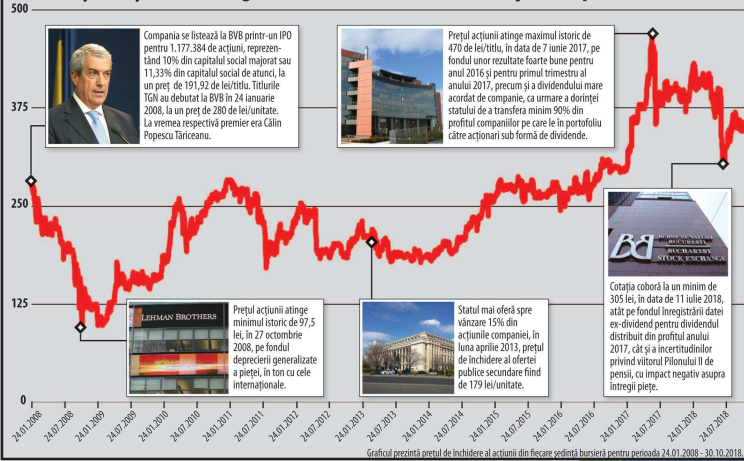 500
Compania se listează la BVB printr-un IPO
pentru 1.177.384 de acțiuni, reprezen-
tând 10% din capitalul social majorat sau
11,33% din capitalul social de atunci, la
un preț de 191,92 de lei/titlu. Titlurile
TGN au debutat la BVB în 24 ianuarie
2008, la un preț de 280 de lei/unitate.
La vremea respectivă premier era Călin
Popescu Tăriceanu.
Prețul acțiunii atinge maximul istoric de
470 de lei/titlu, în data de 7 iunie 2017, pe
fondul unor rezultate foarte bune pentru
anul 2016 și pentru primul trimestru al
anului 2017, precum și a dividendului mare
acordat de companie, ca urmare a dorinței
statului de a transfera minim 90% din
profitul companiilor pe care le în portofoliu
către acționari sub formă de dividende.
375
250
BURSA DE VALORI
BUCUREȘTI
BUCHAREST
STOCK EXCHANGE
Cotația coboră la un minim de
305 lei, în data de 11 iulie 2018,
atât pe fondul înregistrării datei
ex-dividend pentru dividendul
distribuit din profitul anului
2017, cât și a incertitudinilor
privind viitorul Pilonului II de
pensii, cu impact negativ asupra
întregii piețe.
125
LEHMAN BROTHERS
Prețul acțiunii atinge
minimul istoric de 97,5
lei, în 27 octombrie
2008, pe fondul
deprecierii generalizate
a pieței, în ton cu cele
internaționale.
Statul mai oferă spre
vânzare 15% din
acțiunile companiei, în
luna aprilie 2013, prețul
de închidere al ofertei
publice secundare fiind
de 179 lei/unitate.
0
24.01.2008
24.07.2008
24.01.2009
24.07.2009
24.01.2010
24.07.2010
24.01.2011
24.07.2011
24.01.2012
24.07.2012
24.01.2013
24.07.2013
24.01.2014
24.07.2014
24.01.2015
24.07.2015
24.01.2016
24.07.2016
24.01.2017
24.07.2017
24.01.2018
24.07.2018
Graficul prezintă prețul de închidere al acțiunii din fiecare ședință bursieră pentru perioada 24.01.2008 - 30.10.2018.